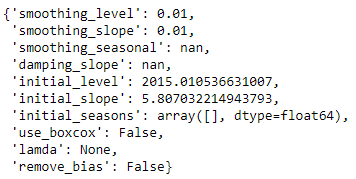 {'smoothing_level': 0.01,
'smoothing_slope': 0.01,
'smoothing_seasonal': nan,
'damping_slope': nan,
'initial_level': 2015.010536631007,
'initial_slope': 5.807032214943793,
'initial_seasons': array([], dtype=float64),
'use_boxcox': False,
'lamda': None,
'remove_bias': False}